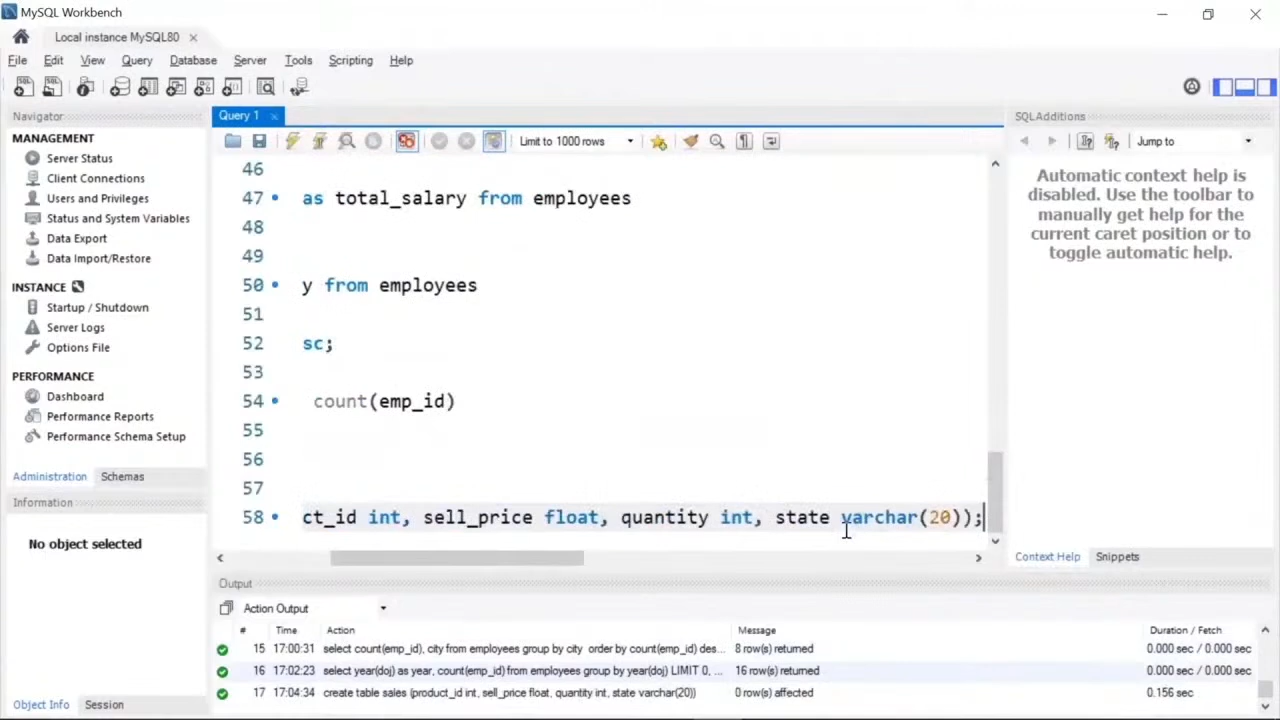 MySQL Workbench
Local instance MySQL80
File Edit View Query Database Server Tools Scripting Help
Navigator
MANAGEMENT
Server Status
Client Connections
Users and Privileges
Status and System Variables
Data Export
Data Import/Restore
INSTANCE
Startup / Shutdown
Server Logs
Options File
PERFORMANCE
Dashboard
Performance Reports
Performance Schema Setup
Administration Schemas
Information
No object selected
Object Info Session
Query 1
Limit to 1000 rows
46
47 as total_salary from employees
48
49
50 y from employees
51
52 sc;
53
54 count(emp_id)
55
56
57
58 ct_id int, sell_price float, quantity int, state varchar(20));
SQLAdditions
Jump to
Automatic context help is
disabled. Use the toolbar to
manually get help for the
current caret position or to
toggle automatic help.
Context Help Snippets
Output
Action Output
# Time Action Message Duration / Fetch
15 17:00:31 select count(emp_id), city from employees group by city order by count(emp_id) des... 8 row(s) returned 0.000 sec / 0.000 sec
16 17:02:23 select year(doj) as year, count(emp_id) from employees group by year(doj) LIMIT 0, ... 16 row(s) returned 0.000 sec / 0.000 sec
17 17:04:34 create table sales (product_id int, sell_price float, quantity int, state varchar(20)) 0 row(s) affected 0.156 sec